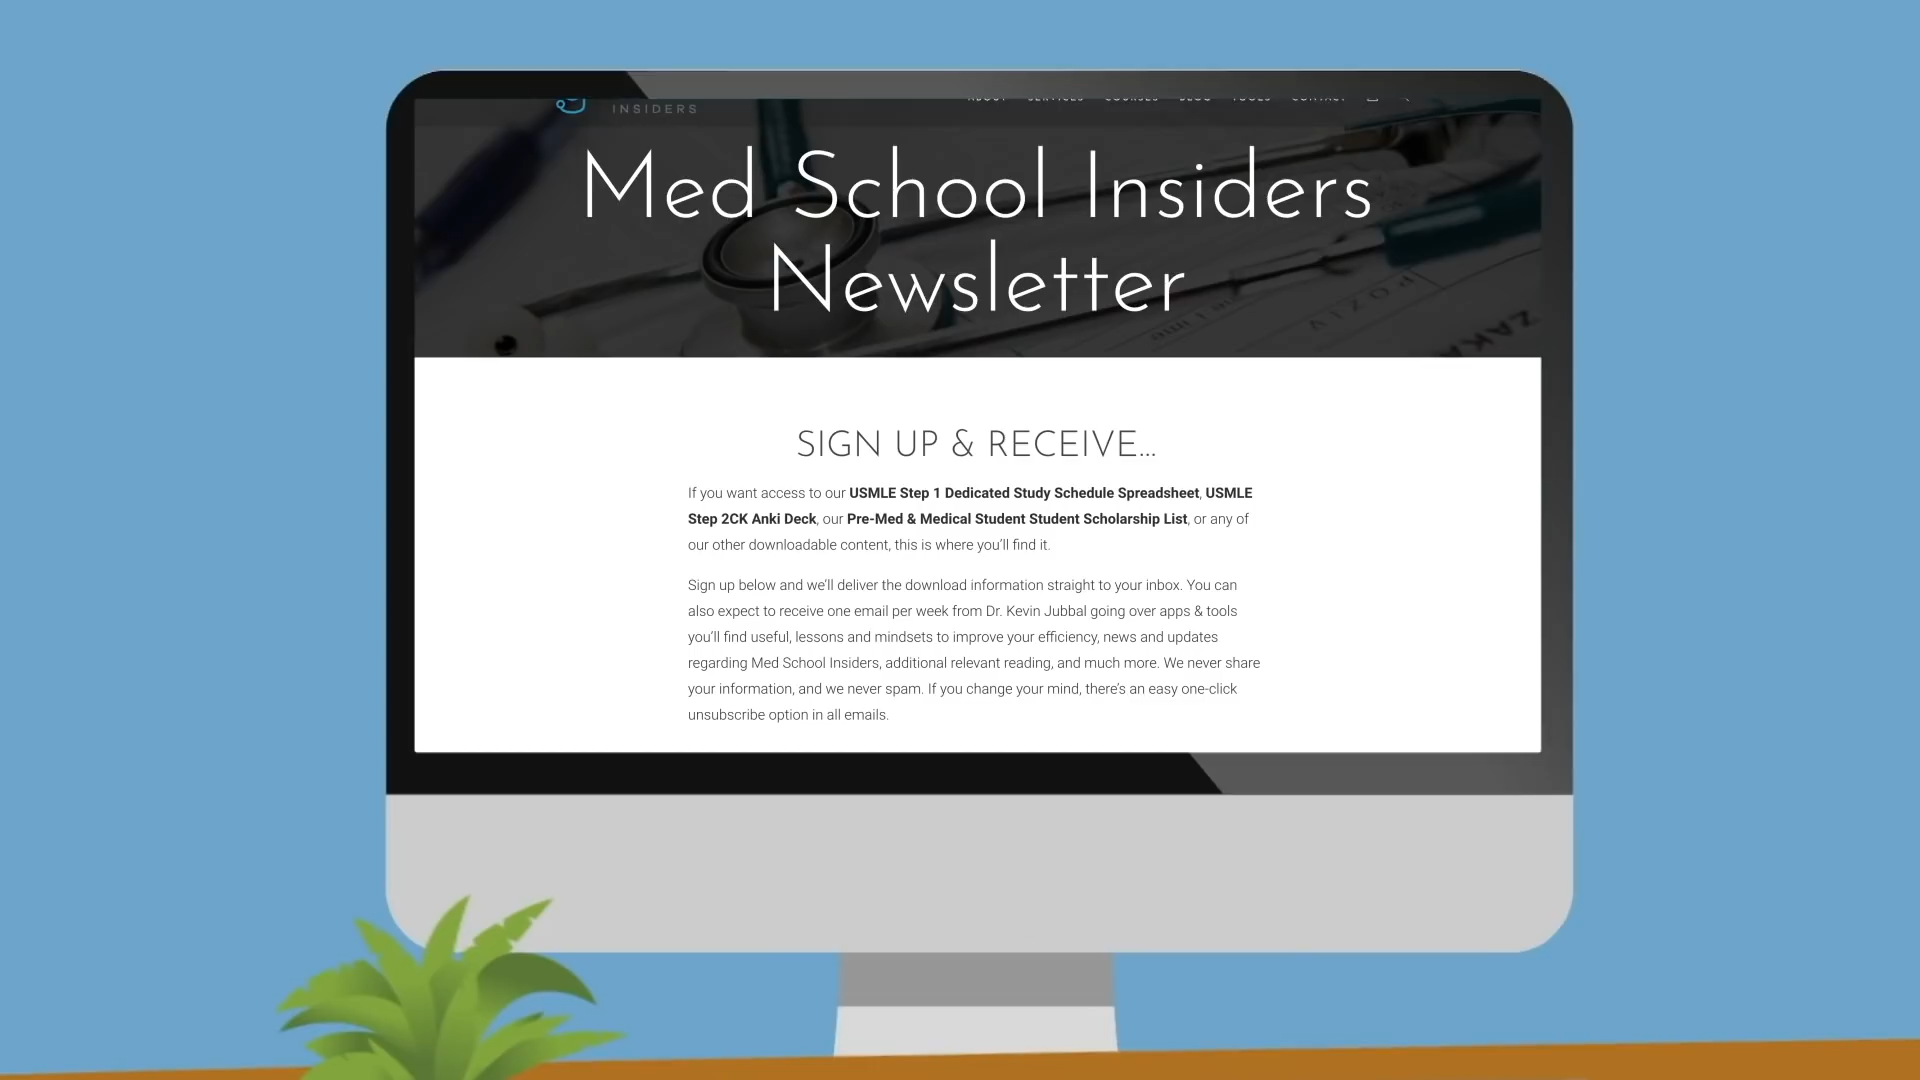 INSIDERS
ABOUT SERVICES COURSES BLOG TOOLS CONTACT
Med School Insiders
Newsletter
SIGN UP & RECEIVE...
If you want access to our USMLE Step 1 Dedicated Study Schedule Spreadsheet, USMLE
Step 2CK Anki Deck, our Pre-Med & Medical Student Student Scholarship List, or any of
our other downloadable content, this is where you'll find it.
Sign up below and we'll deliver the download information straight to your inbox. You can
also expect to receive one email per week from Dr. Kevin Jubbal going over apps & tools
you'll find useful, lessons and mindsets to improve your efficiency, news and updates
regarding Med School Insiders, additional relevant reading, and much more. We never share
your information, and we never spam. If you change your mind, there's an easy one-click
unsubscribe option in all emails.